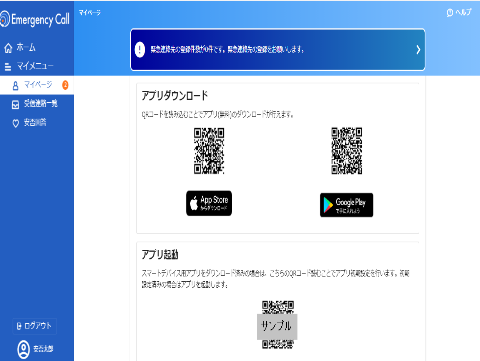 Emergency Call
マイページ
ヘルプ
ホーム
マイメニュー
マイページ 2
受信連絡一覧
安否回答
緊急連絡先の登録件数が0件です。緊急連絡先の登録をお願いします。
アプリダウンロード
QRコードを読み込むことでアプリ(無料)のダウンロードが行えます。
App Store
からダウンロード
Google Play
で手に入れよう
アプリ起動
スマートデバイス用アプリをダウンロード済みの場合は、こちらのQRコード読むことでアプリ初期設定を行います。初期
設定済みの場合はアプリを起動します。
サンプル
ログアウト
安否太郎